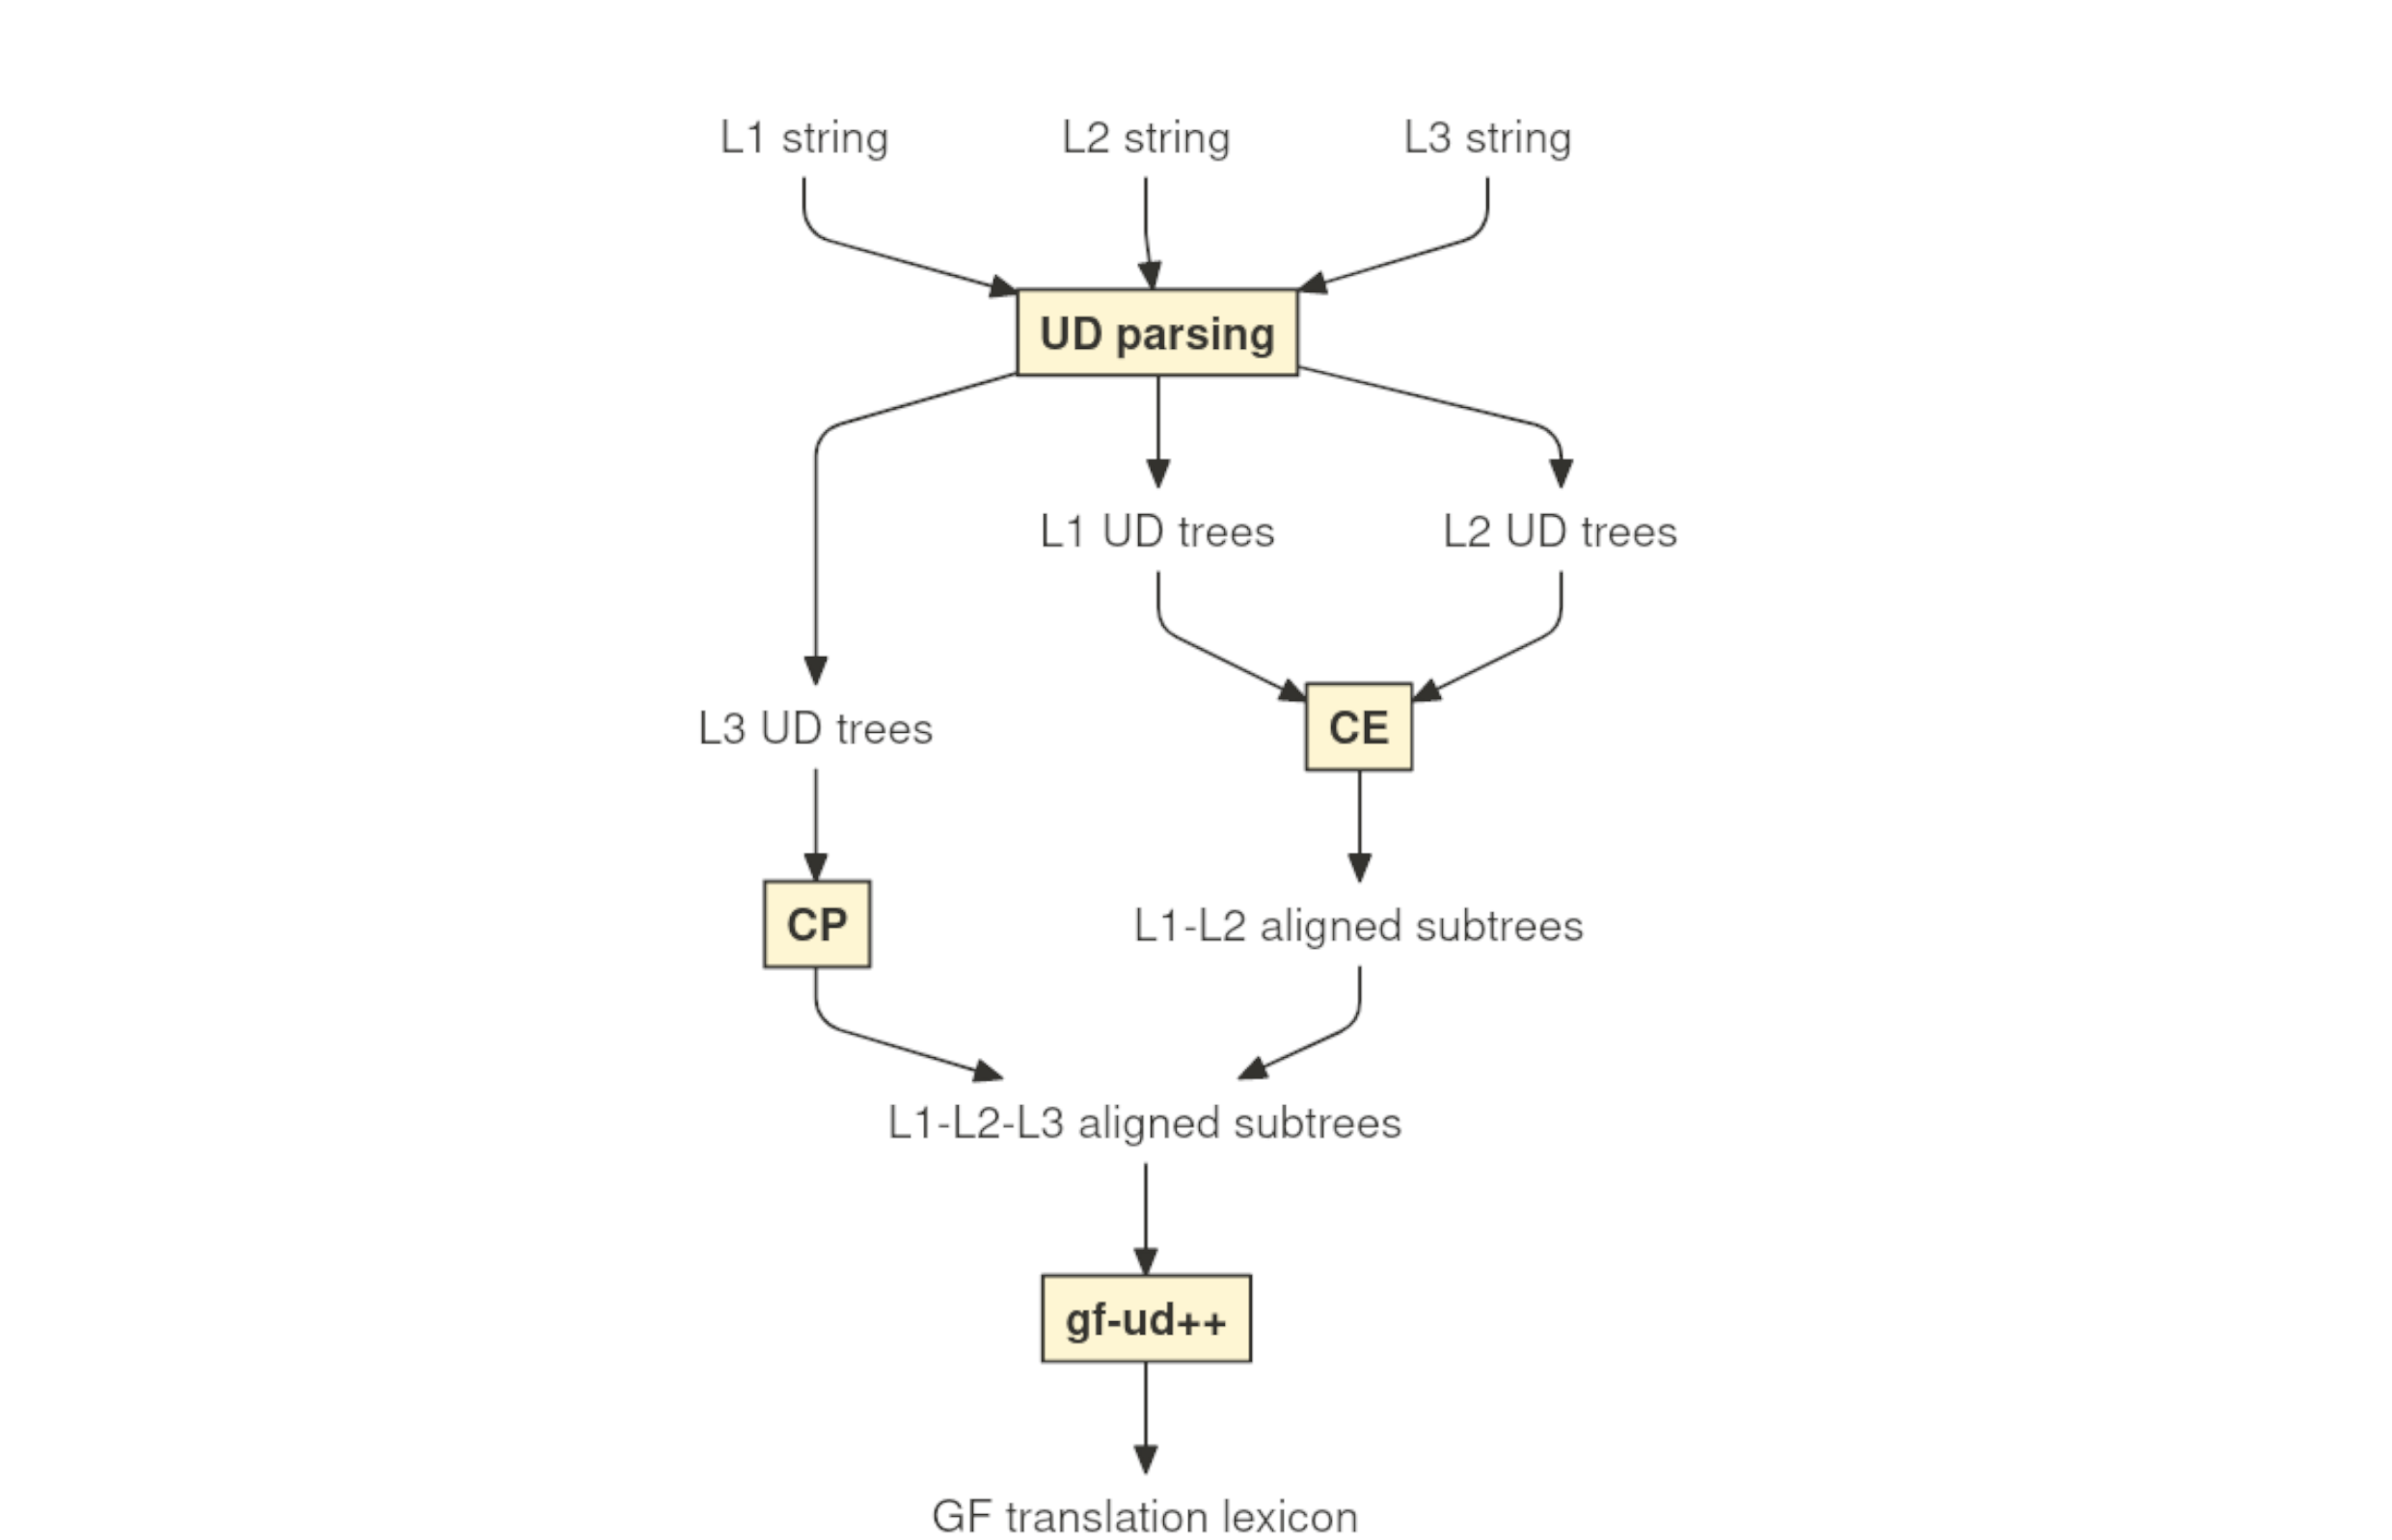 L1 string
L2 string
L3 string
UD parsing
L1 UD trees
L2 UD trees
L3 UD trees
CE
CP
L1-L2 aligned subtrees
L1-L2-L3 aligned subtrees
gf-ud++
GF translation lexicon